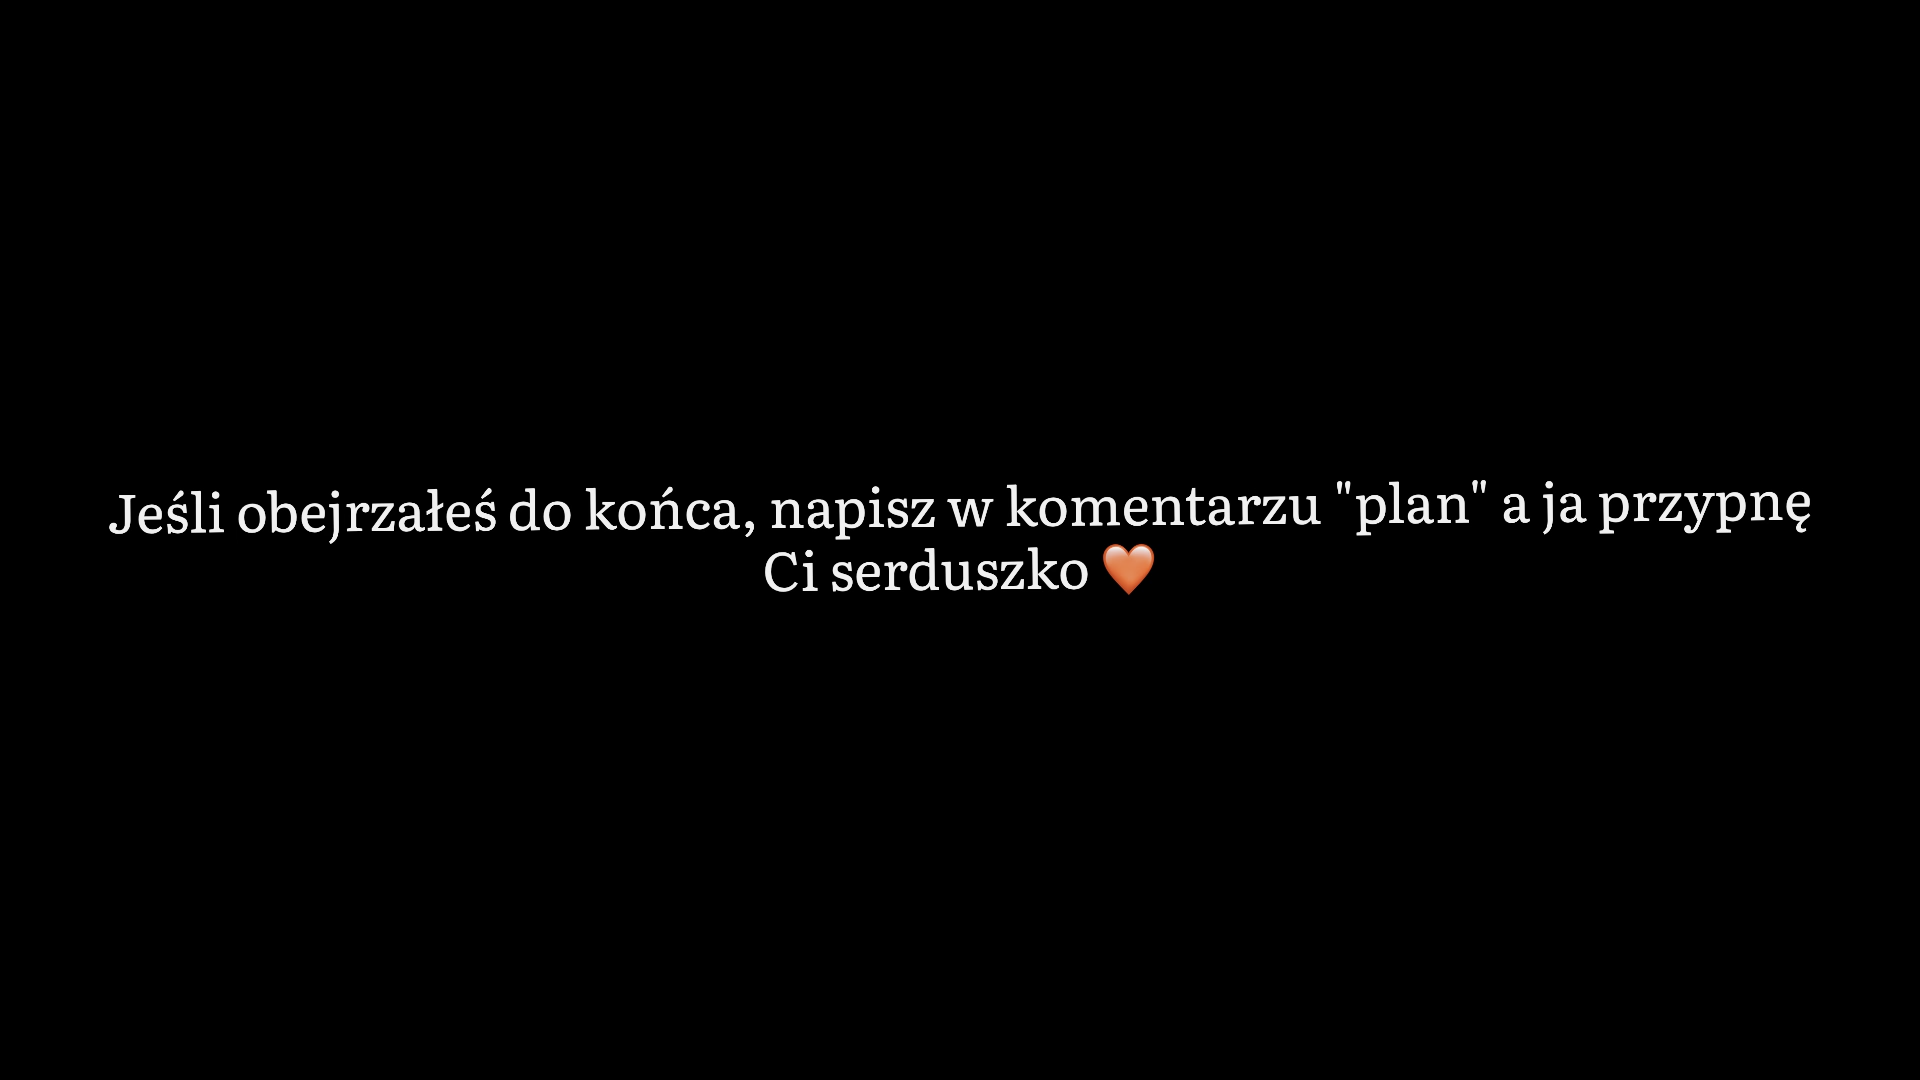 Jeśli obejrzałeś do końca, napisz w komentarzu "plan" a ja przypnę
Ci serduszko 🧡